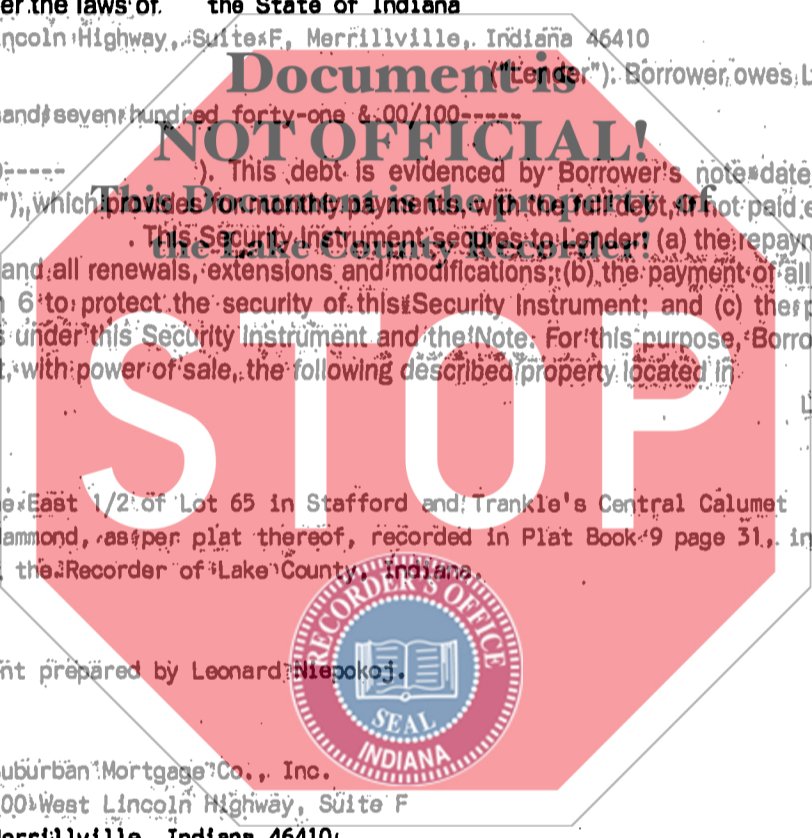 er the laws of the State of Indiana
ncoln Highway, Suite F, Merrillville, Indiana 46410
Document is
("Lender"). Borrower owes L
and seven hundred forty-one & 00/100-----
NOT OFFICIAL!
)----- ). This debt is evidenced by Borrower's note date
This Document is the property of
"), which provides for monthly payments, with the full debt, if not paid e
the Lake County Recorder!
. This Security Instrument secures to Lender: (a) the repaym
and all renewals, extensions and modifications; (b) the payment of all
6 to protect the security of this Security Instrument; and (c) the p
s under this Security Instrument and the Note. For this purpose, Borro
t, with power of sale, the following described property located in
STOP
e East 1/2 of Lot 65 in Stafford and Trankle's Central Calumet
ammond, as per plat thereof, recorded in Plat Book 9 page 31, in
the Recorder of Lake County, Indiana.
RECORDER'S OFFICE
nt prepared by Leonard Niepokoj.
SEAL
INDIANA
uburban Mortgage Co., Inc.
00 West Lincoln Highway, Suite F
Merrillville, Indiana 46410